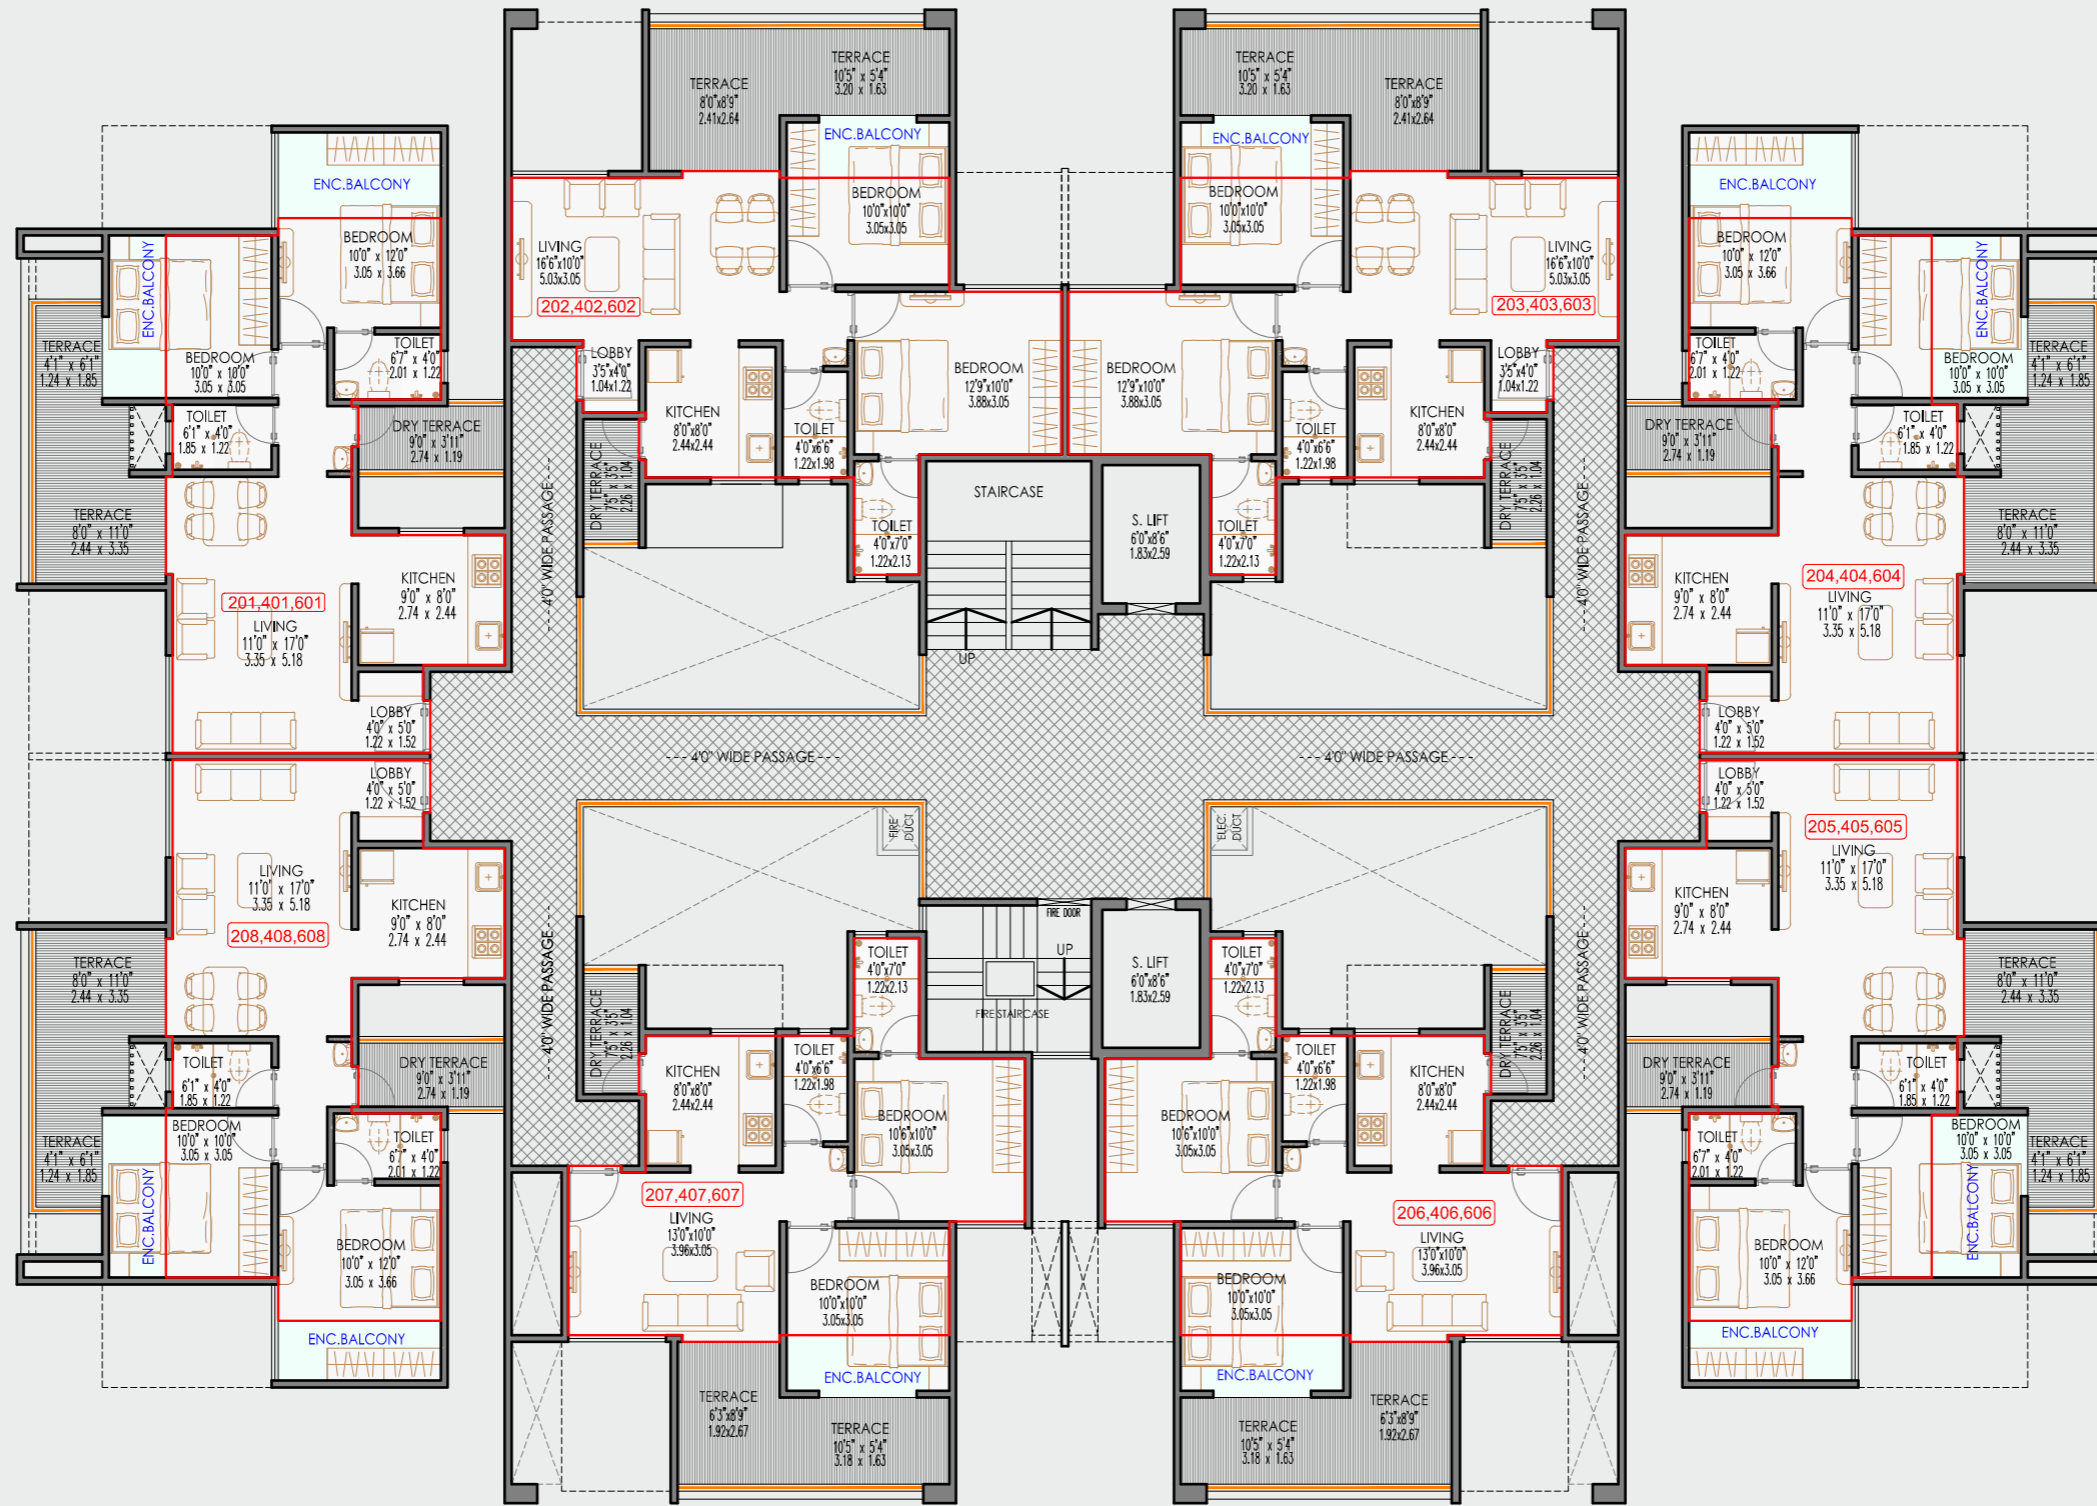 TERRACE
8'0"x8'9"
2.41x2.64
TERRACE
10'5" x 5'4"
3.20 x 1.63
ENC.BALCONY
BEDROOM
10'0"x10'0"
3.05x3.05
LIVING
16'6"x10'0"
5.03x3.05
202,402,602
LOBBY
3'5"x4'0"
1.04x1.22
KITCHEN
8'0"x8'0"
2.44x2.44
TOILET
4'0"x6'6"
1.22x1.98
BEDROOM
12'9"x10'0"
3.88x3.05
TOILET
4'0"x7'0"
1.22x2.13
DRY TERRACE
7'5" x 3'5"
2.26 x 1.04
TERRACE
10'5" x 5'4"
3.20 x 1.63
TERRACE
8'0"x8'9"
2.41x2.64
ENC.BALCONY
BEDROOM
10'0"x10'0"
3.05x3.05
LIVING
16'6"x10'0"
5.03x3.05
203,403,603
LOBBY
3'5"x4'0"
1.04x1.22
BEDROOM
12'9"x10'0"
3.88x3.05
TOILET
4'0"x6'6"
1.22x1.98
KITCHEN
8'0"x8'0"
2.44x2.44
TOILET
4'0"x7'0"
1.22x2.13
DRY TERRACE
7'5" x 3'5"
2.26 x 1.04
ENC.BALCONY
BEDROOM
10'0" x 12'0"
3.05 x 3.66
ENC.BALCONY
BEDROOM
10'0" x 10'0"
3.05 x 3.05
TERRACE
4'1" x 6'1"
1.24 x 1.85
TOILET
6'7" x 4'0"
2.01 x 1.22
TOILET
6'1" x 4'0"
1.85 x 1.22
DRY TERRACE
9'0" x 3'11"
2.74 x 1.19
TERRACE
8'0" x 11'0"
2.44 x 3.35
KITCHEN
9'0" x 8'0"
2.74 x 2.44
201,401,601
LIVING
11'0" x 17'0"
3.35 x 5.18
LOBBY
4'0" x 5'0"
1.22 x 1.52
ENC.BALCONY
BEDROOM
10'0" x 12'0"
3.05 x 3.66
ENC.BALCONY
BEDROOM
10'0" x 10'0"
3.05 x 3.05
TERRACE
4'1" x 6'1"
1.24 x 1.85
TOILET
6'7" x 4'0"
2.01 x 1.22
TOILET
6'1" x 4'0"
1.85 x 1.22
DRY TERRACE
9'0" x 3'11"
2.74 x 1.19
TERRACE
8'0" x 11'0"
2.44 x 3.35
KITCHEN
9'0" x 8'0"
2.74 x 2.44
204,404,604
LIVING
11'0" x 17'0"
3.35 x 5.18
LOBBY
4'0" x 5'0"
1.22 x 1.52
STAIRCASE
UP
S. LIFT
6'0"x8'6"
1.83x2.59
---4'0" WIDE PASSAGE---
---4'0" WIDE PASSAGE---
---4'0" WIDE PASSAGE---
---4'0" WIDE PASSAGE---
LOBBY
4'0" x 5'0"
1.22 x 1.52
LIVING
11'0" x 17'0"
3.35 x 5.18
208,408,608
KITCHEN
9'0" x 8'0"
2.74 x 2.44
TERRACE
8'0" x 11'0"
2.44 x 3.35
TOILET
6'1" x 4'0"
1.85 x 1.22
DRY TERRACE
9'0" x 3'11"
2.74 x 1.19
BEDROOM
10'0" x 10'0"
3.05 x 3.05
TERRACE
4'1" x 6'1"
1.24 x 1.85
ENC.BALCONY
TOILET
6'7" x 4'0"
2.01 x 1.22
BEDROOM
10'0" x 12'0"
3.05 x 3.66
ENC.BALCONY
LOBBY
4'0" x 5'0"
1.22 x 1.52
205,405,605
LIVING
11'0" x 17'0"
3.35 x 5.18
KITCHEN
9'0" x 8'0"
2.74 x 2.44
TERRACE
8'0" x 11'0"
2.44 x 3.35
DRY TERRACE
9'0" x 3'11"
2.74 x 1.19
TOILET
6'1" x 4'0"
1.85 x 1.22
TOILET
6'7" x 4'0"
2.01 x 1.22
BEDROOM
10'0" x 10'0"
3.05 x 3.05
TERRACE
4'1" x 6'1"
1.24 x 1.85
ENC.BALCONY
BEDROOM
10'0" x 12'0"
3.05 x 3.66
ENC.BALCONY
---4'0" WIDE PASSAGE---
---4'0" WIDE PASSAGE---
FIRE
DUCT
ELEC.
DUCT
FIRE DOOR
UP
FIRE STAIRCASE
S. LIFT
6'0"x8'6"
1.83x2.59
TOILET
4'0"x7'0"
1.22x2.13
DRY TERRACE
7'5" x 3'5"
2.26 x 1.04
KITCHEN
8'0"x8'0"
2.44x2.44
TOILET
4'0"x6'6"
1.22x1.98
BEDROOM
10'6"x10'0"
3.05x3.05
207,407,607
LIVING
13'0"x10'0"
3.96x3.05
BEDROOM
10'0"x10'0"
3.05x3.05
ENC.BALCONY
TERRACE
6'3"x8'9"
1.92x2.67
TERRACE
10'5" x 5'4"
3.18 x 1.63
TOILET
4'0"x7'0"
1.22x2.13
TOILET
4'0"x6'6"
1.22x1.98
KITCHEN
8'0"x8'0"
2.44x2.44
DRY TERRACE
7'5" x 3'5"
2.26 x 1.04
BEDROOM
10'6"x10'0"
3.05x3.05
206,406,606
LIVING
13'0"x10'0"
3.96x3.05
BEDROOM
10'0"x10'0"
3.05x3.05
ENC.BALCONY
TERRACE
6'3"x8'9"
1.92x2.67
TERRACE
10'5" x 5'4"
3.18 x 1.63